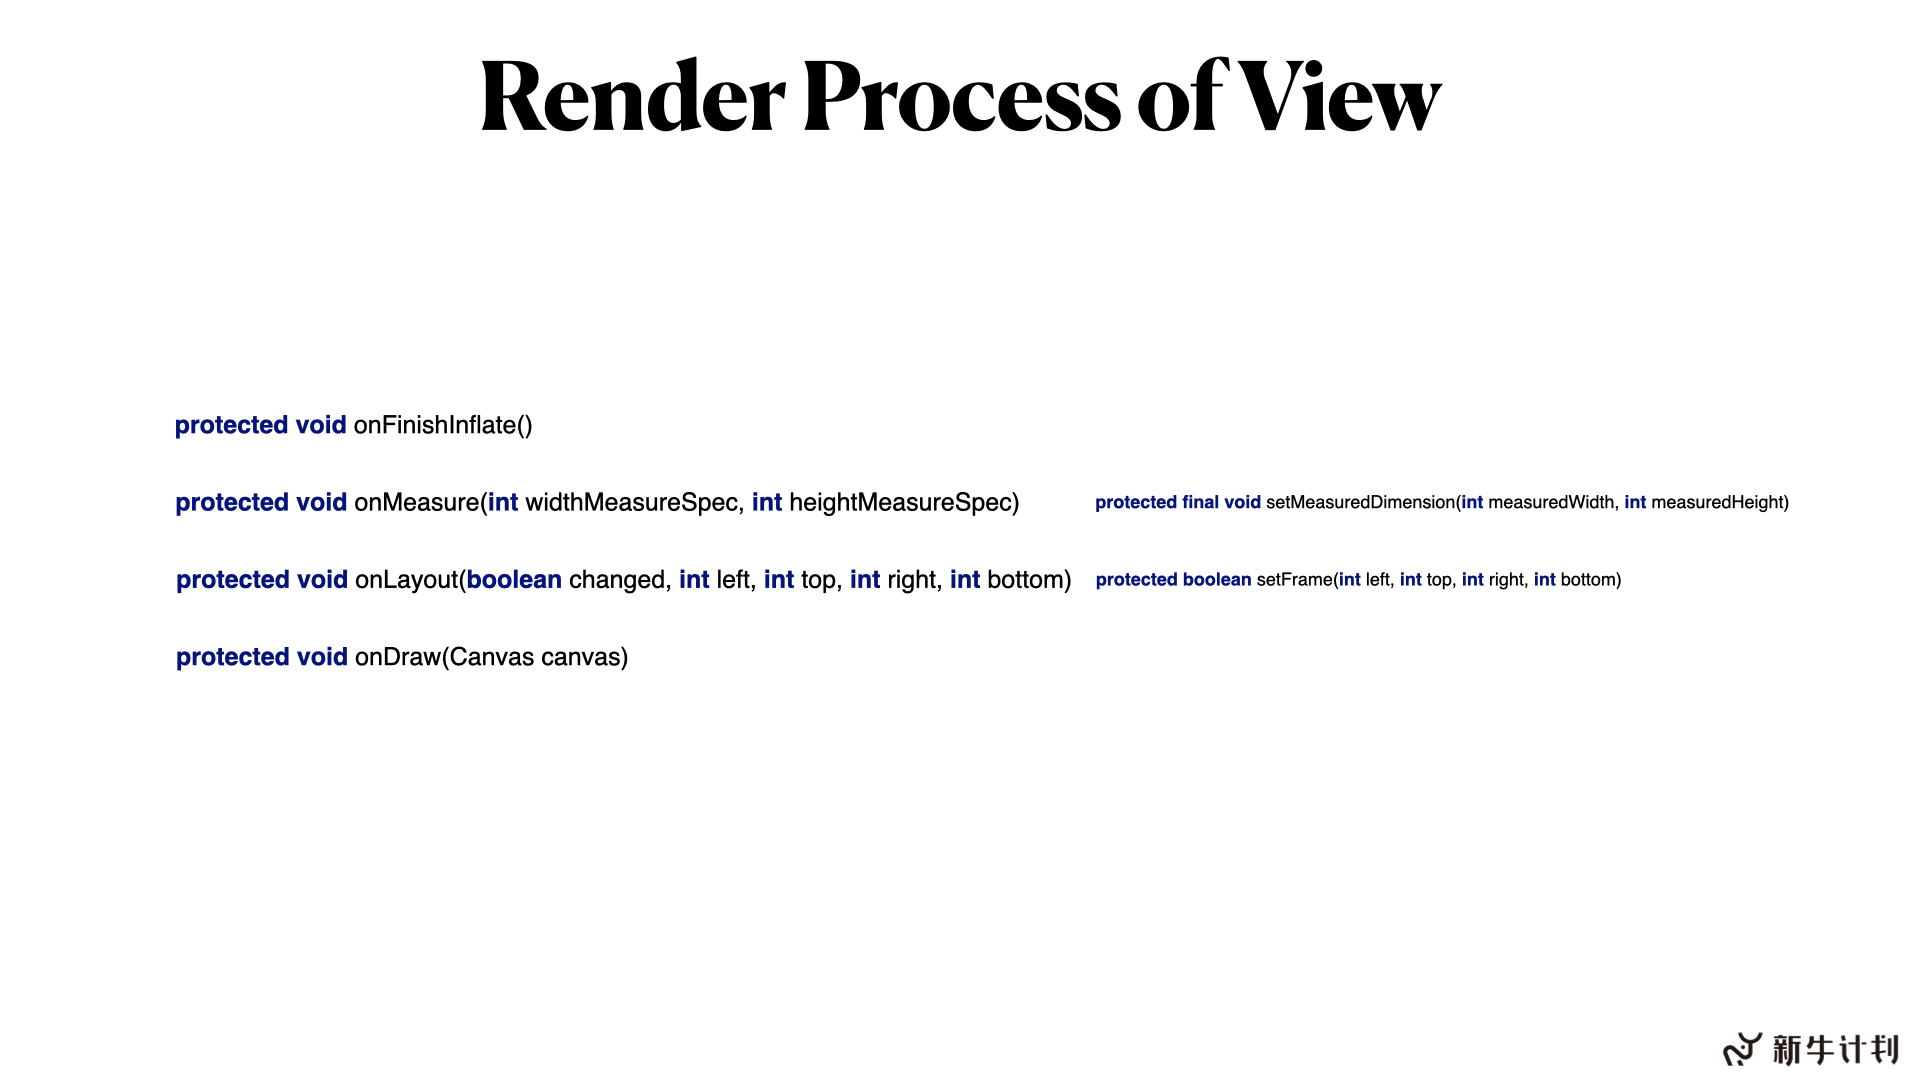 Render Process of View
protected void onFinishInflate()
protected void onMeasure(int widthMeasureSpec, int heightMeasureSpec)
protected final void setMeasuredDimension(int measuredWidth, int measuredHeight)
protected void onLayout(boolean changed, int left, int top, int right, int bottom)
protected boolean setFrame(int left, int top, int right, int bottom)
protected void onDraw(Canvas canvas)
新牛计划